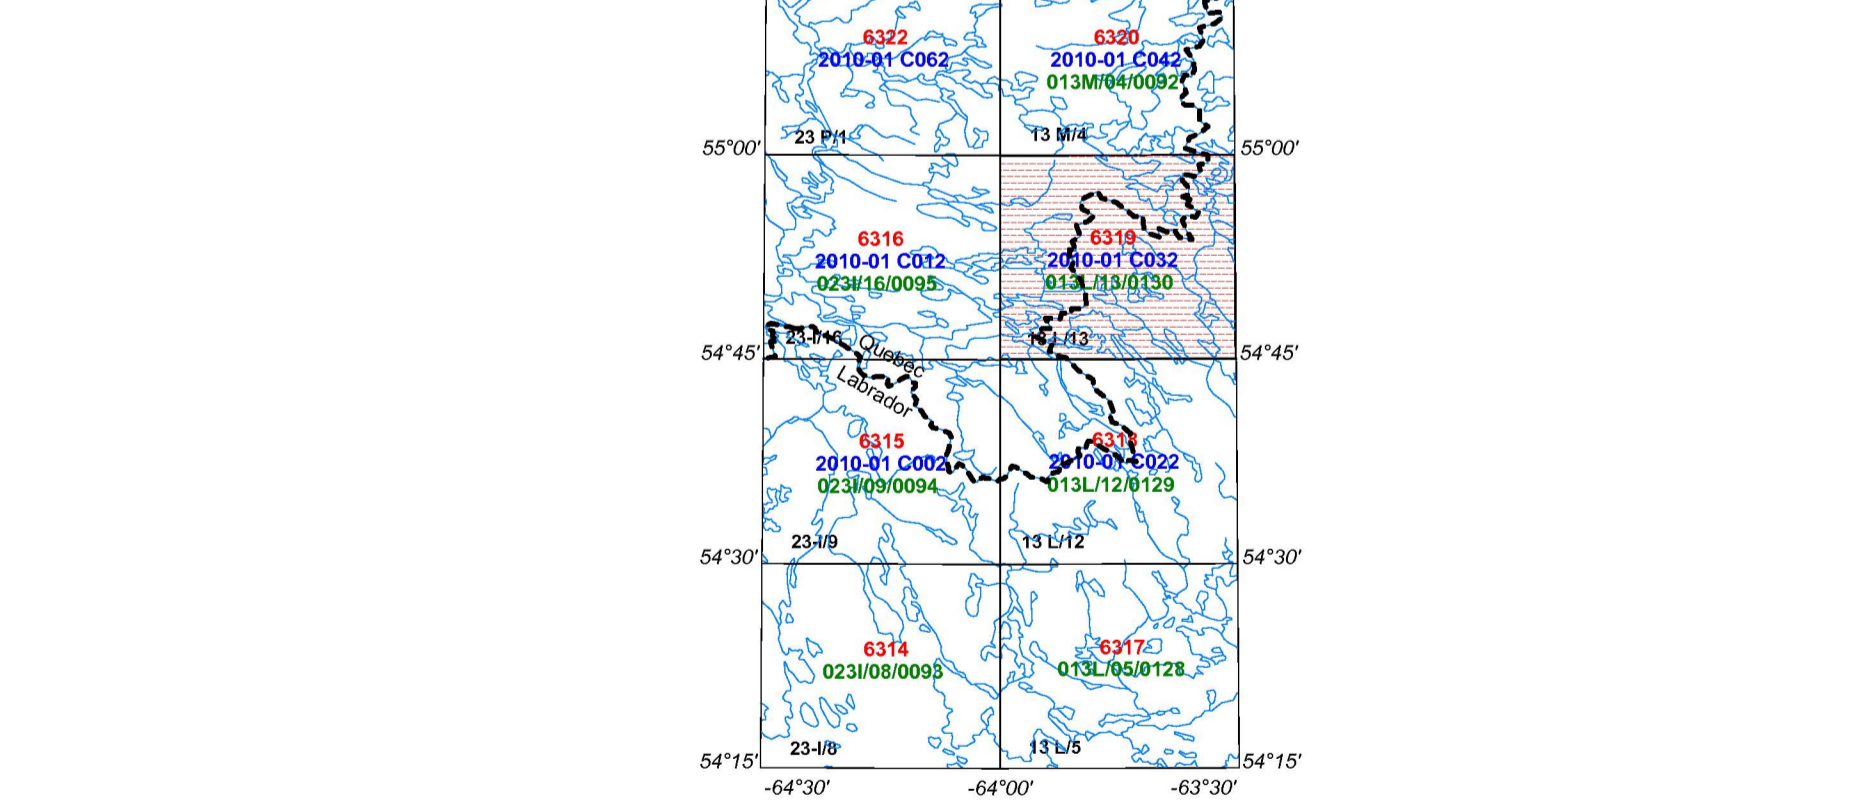 6322
2010-01 C062
6320
2010-01 C042
013M/04/0092
23 P/1
13 M/4
55°00'
55°00'
6316
2010-01 C012
023I/16/0095
6319
2010-01 C032
013L/13/0130
23-I/16
13 L/13
Quebec
54°45'
54°45'
Labrador
6315
2010-01 C002
023I/09/0094
6318
2010-01 C022
013L/12/0129
23-I/9
13 L/12
54°30'
54°30'
6314
023I/08/0093
6317
013L/05/0128
23-I/8
13 L/5
54°15'
54°15'
-64°30'
-64°00'
-63°30'